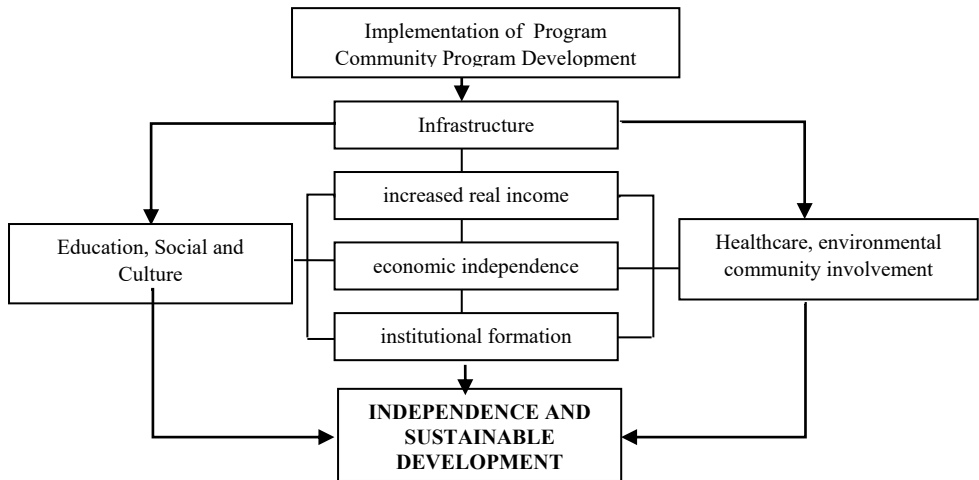 Implementation of Program
Community Program Development
Infrastructure
increased real income
Education, Social and
Culture
economic independence
Healthcare, environmental
community involvement
institutional formation
INDEPENDENCE AND
SUSTAINABLE
DEVELOPMENT